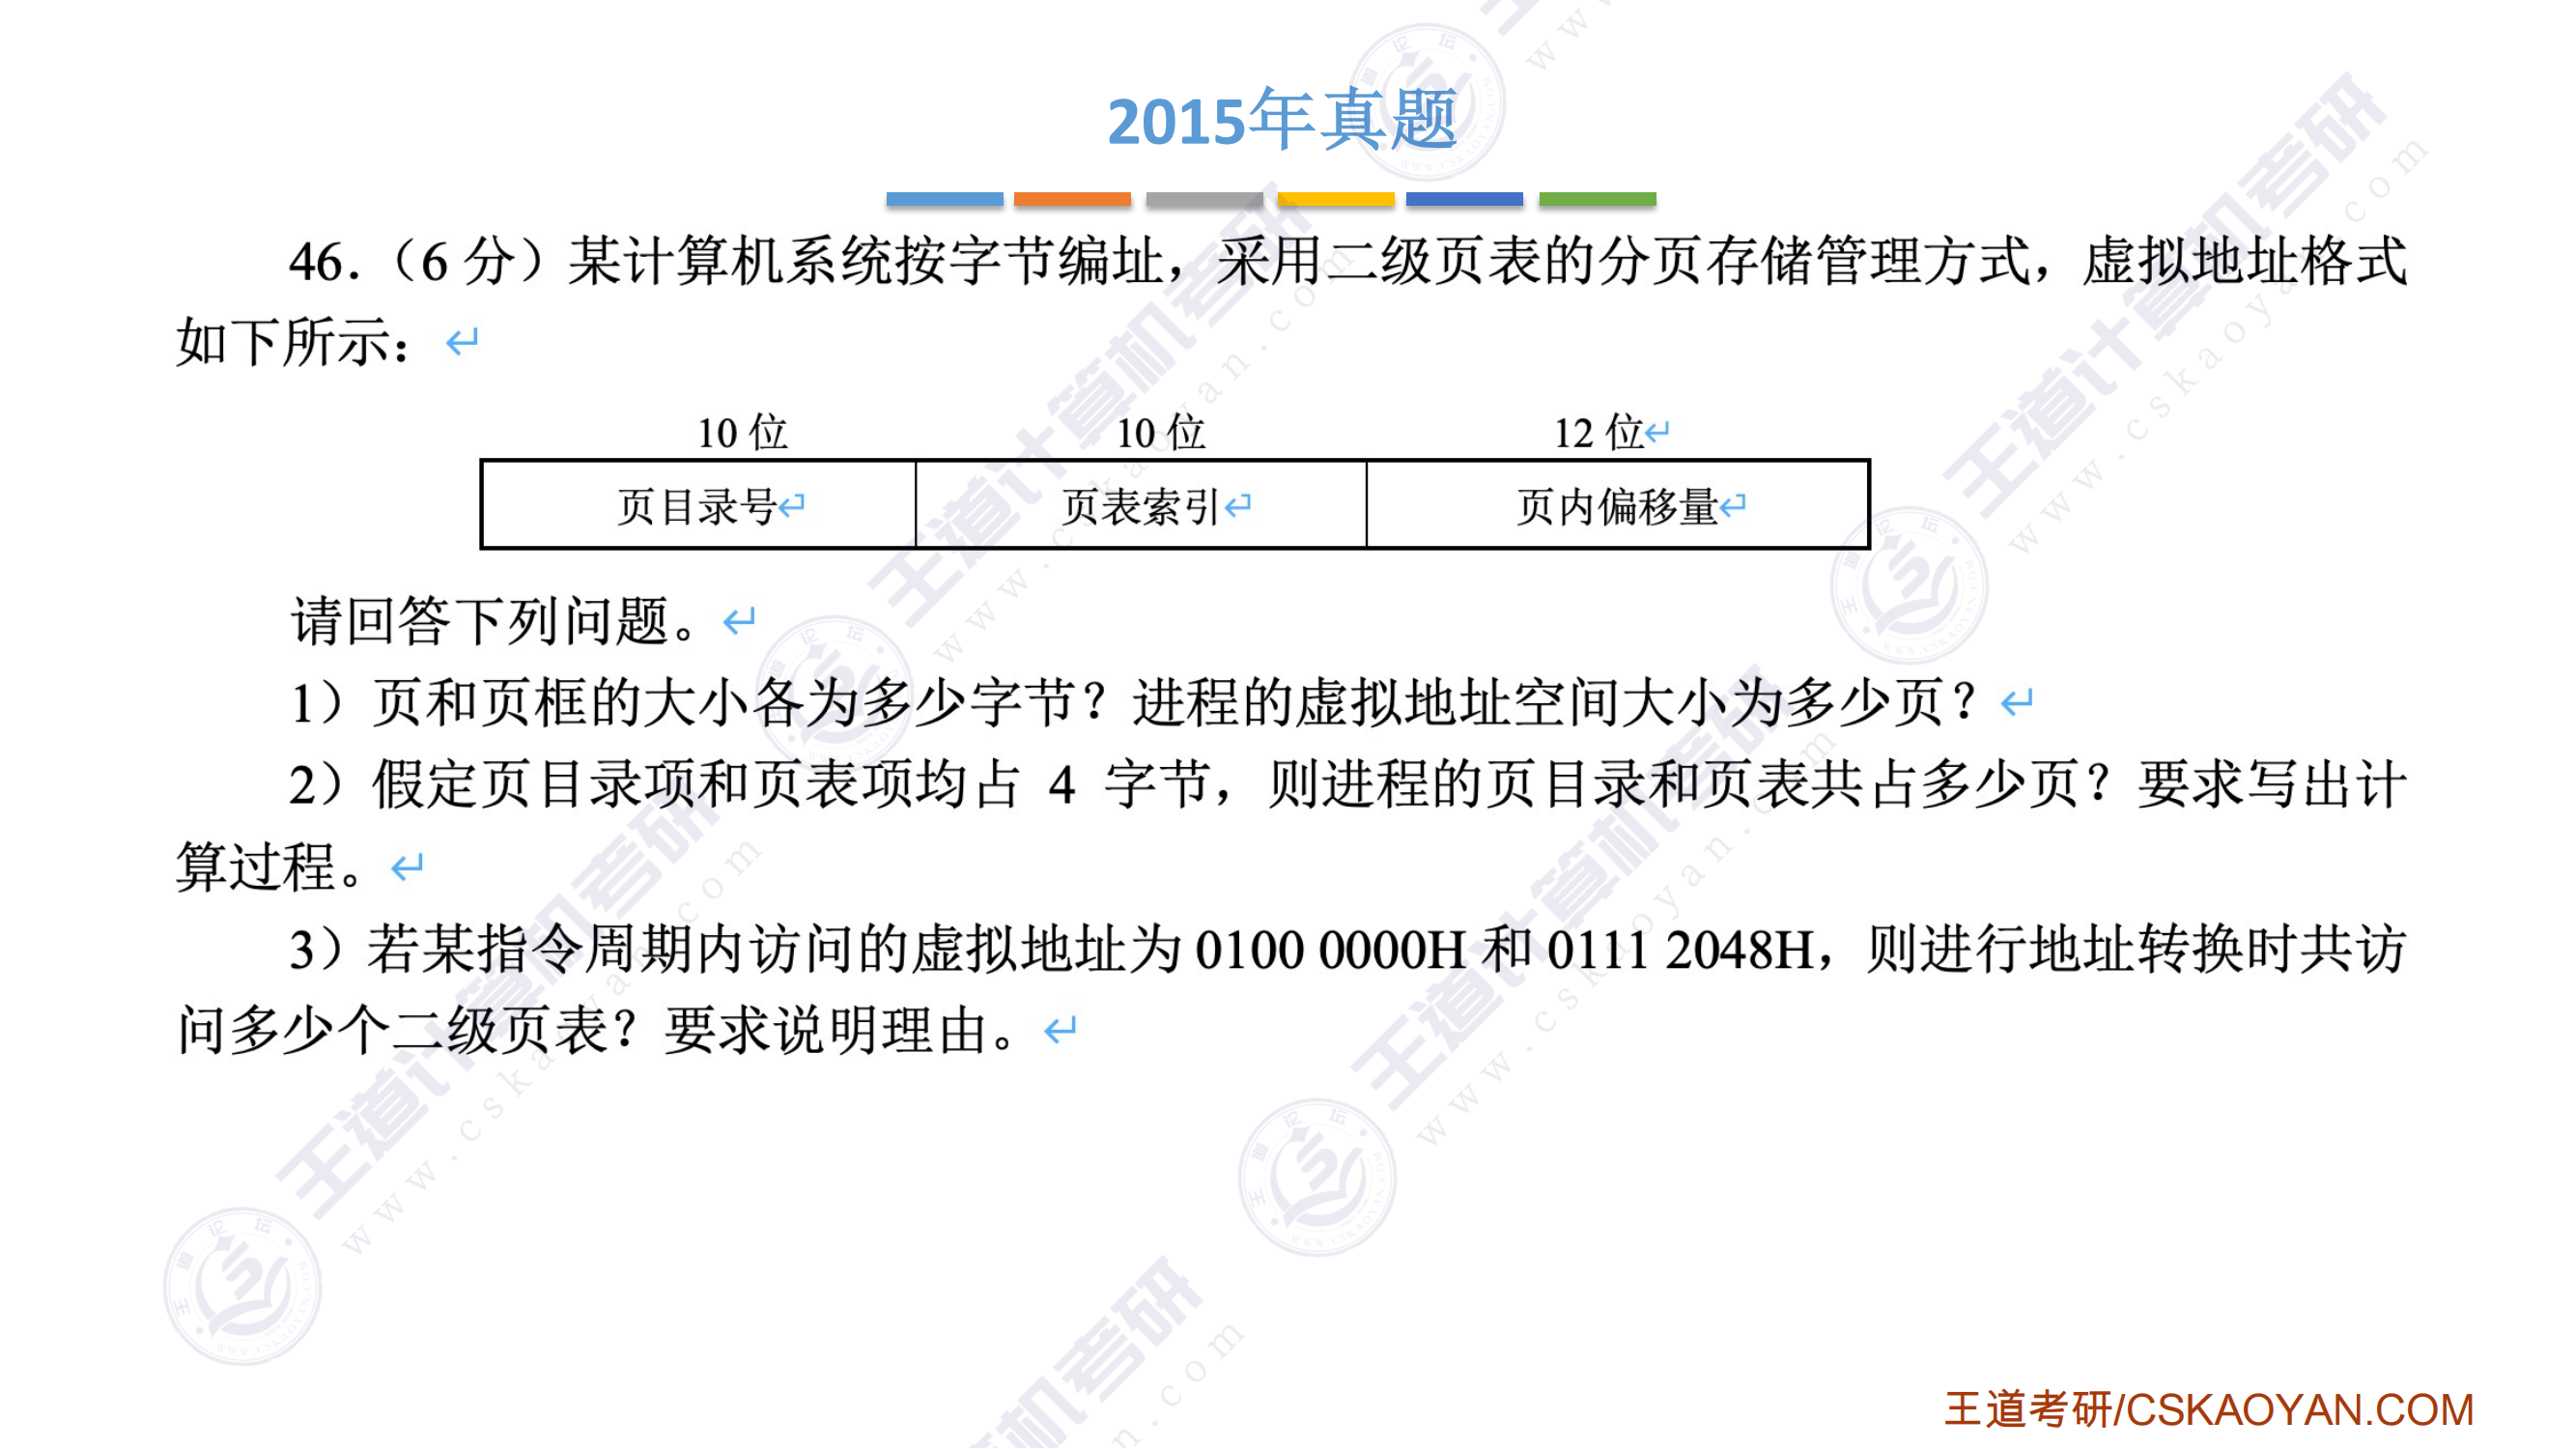 2015年真题
46.（6 分）某计算机系统按字节编址，采用二级页表的分页存储管理方式，虚拟地址格式
如下所示：↵
10 位 10 位 12 位↵
页目录号↵ 页表索引↵ 页内偏移量↵
请回答下列问题。↵
1）页和页框的大小各为多少字节？进程的虚拟地址空间大小为多少页？↵
2）假定页目录项和页表项均占 4 字节，则进程的页目录和页表共占多少页？要求写出计
算过程。↵
3）若某指令周期内访问的虚拟地址为 0100 0000H 和 0111 2048H，则进行地址转换时共访
问多少个二级页表？要求说明理由。↵
王道计算机考研
www.cskaoyan.com
王道考研/CSKAOYAN.COM